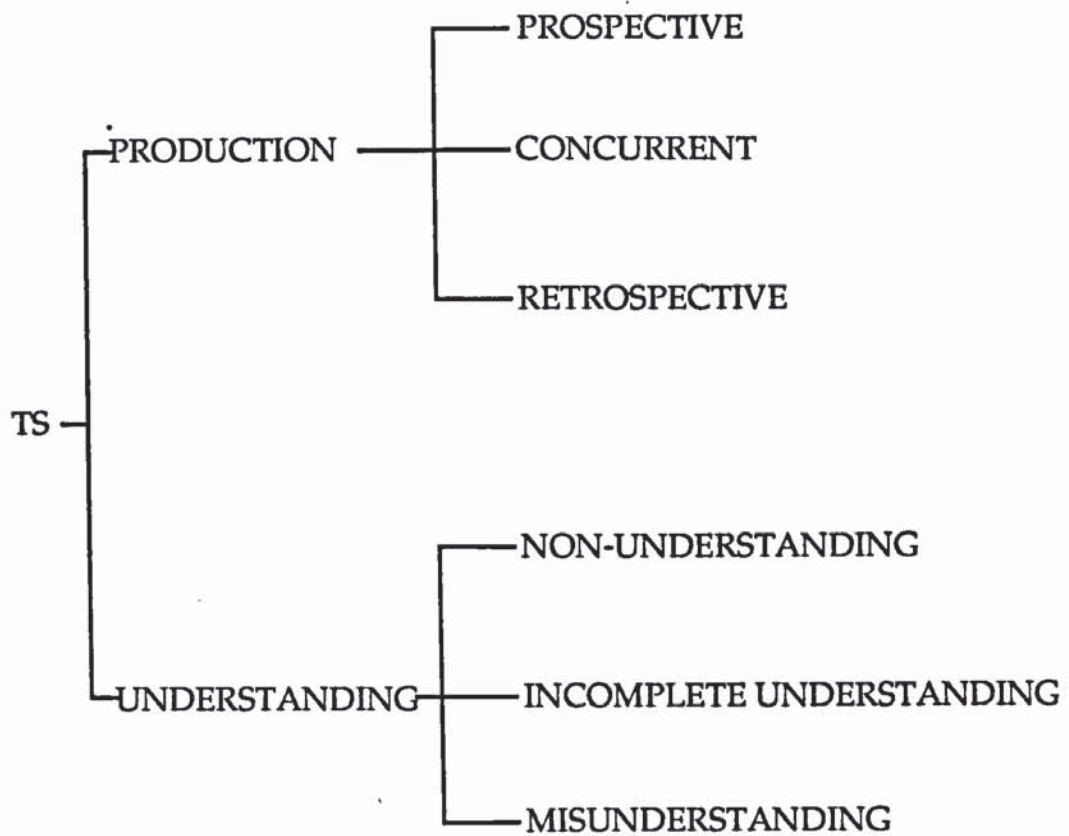 PROSPECTIVE
PRODUCTION
CONCURRENT
RETROSPECTIVE
TS
NON-UNDERSTANDING
UNDERSTANDING
INCOMPLETE UNDERSTANDING
MISUNDERSTANDING